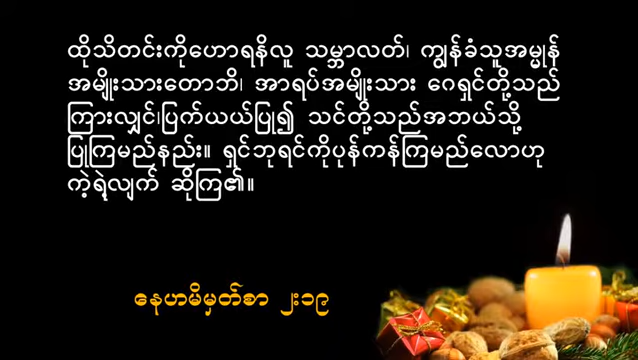 ထိုသိတင်းကိုဟောရနိလူ သမ္ဘာလတ်၊ ကျွန်ခံသူအမ္မုန်
အမျိုးသားတောဘိ၊ အာရပ်အမျိုးသား ဂေရှင်တို့သည်
ကြားလျှင်၊ပြက်ယယ်ပြု၍ သင်တို့သည်အဘယ်သို့
ပြုကြမည်နည်း။ ရှင်ဘုရင်ကိုပုန်ကန်ကြမည်လောဟု
ကဲ့ရဲ့လျက် ဆိုကြ၏။
နေဟမိမှတ်စာ ၂း၁၉